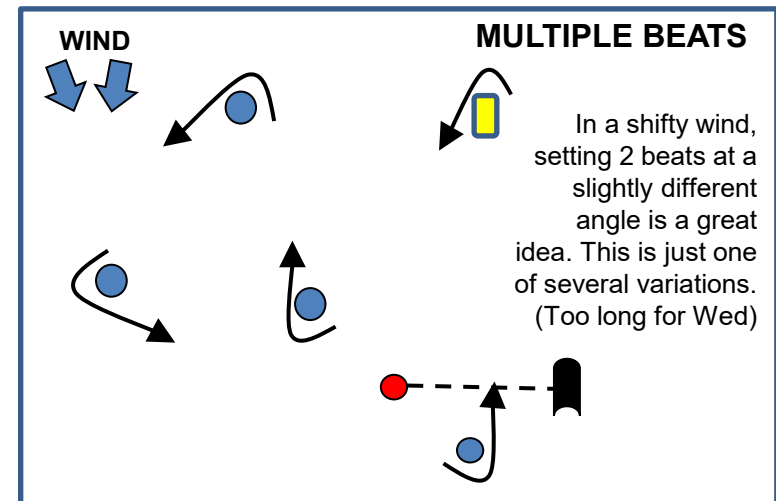 WIND
MULTIPLE BEATS
In a shifty wind,
setting 2 beats at a
slightly different
angle is a great
idea. This is just one
of several variations.
(Too long for Wed)